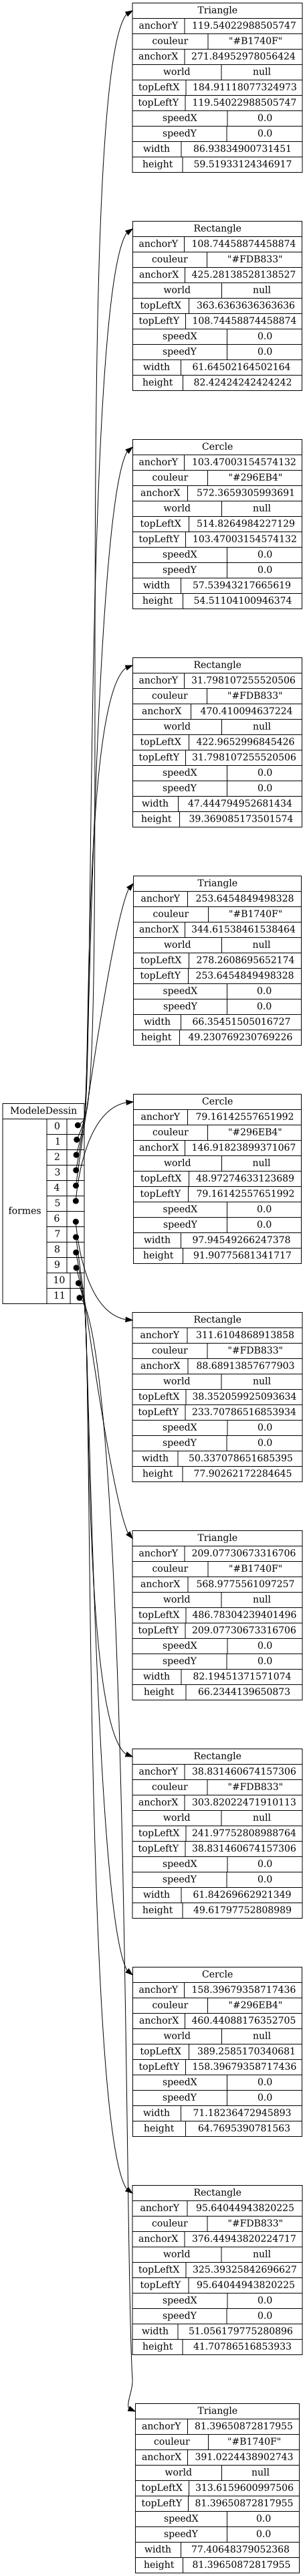 Triangle
anchorY 119.54022988505747
couleur "#B1740F"
anchorX 271.84952978056424
world null
topLeftX 184.91118077324973
topLeftY 119.54022988505747
speedX 0.0
speedY 0.0
width 86.93834900731451
height 59.51933124346917
Rectangle
anchorY 108.74458874458874
couleur "#FDB833"
anchorX 425.28138528138527
world null
topLeftX 363.6363636363636
topLeftY 108.74458874458874
speedX 0.0
speedY 0.0
width 61.64502164502164
height 82.42424242424242
Cercle
anchorY 103.47003154574132
couleur "#296EB4"
anchorX 572.3659305993691
world null
topLeftX 514.8264984227129
topLeftY 103.47003154574132
speedX 0.0
speedY 0.0
width 57.53943217665619
height 54.51104100946374
Rectangle
anchorY 31.798107255520506
couleur "#FDB833"
anchorX 470.410094637224
world null
topLeftX 422.9652996845426
topLeftY 31.798107255520506
speedX 0.0
speedY 0.0
width 47.444794952681434
height 39.369085173501574
Triangle
anchorY 253.6454849498328
couleur "#B1740F"
anchorX 344.61538461538464
world null
topLeftX 278.2608695652174
topLeftY 253.6454849498328
speedX 0.0
speedY 0.0
width 66.35451505016727
height 49.230769230769226
ModeleDessin
formes
0
1
2
3
4
5
6
7
8
9
10
11
Cercle
anchorY 79.16142557651992
couleur "#296EB4"
anchorX 146.91823899371067
world null
topLeftX 48.97274633123689
topLeftY 79.16142557651992
speedX 0.0
speedY 0.0
width 97.94549266247378
height 91.90775681341717
Rectangle
anchorY 311.6104868913858
couleur "#FDB833"
anchorX 88.68913857677903
world null
topLeftX 38.352059925093634
topLeftY 233.70786516853934
speedX 0.0
speedY 0.0
width 50.337078651685395
height 77.90262172284645
Triangle
anchorY 209.07730673316706
couleur "#B1740F"
anchorX 568.9775561097257
world null
topLeftX 486.78304239401496
topLeftY 209.07730673316706
speedX 0.0
speedY 0.0
width 82.19451371571074
height 66.2344139650873
Rectangle
anchorY 38.831460674157306
couleur "#FDB833"
anchorX 303.82022471910113
world null
topLeftX 241.97752808988764
topLeftY 38.831460674157306
speedX 0.0
speedY 0.0
width 61.84269662921349
height 49.61797752808989
Cercle
anchorY 158.39679358717436
couleur "#296EB4"
anchorX 460.44088176352705
world null
topLeftX 389.2585170340681
topLeftY 158.39679358717436
speedX 0.0
speedY 0.0
width 71.18236472945893
height 64.7695390781563
Rectangle
anchorY 95.64044943820225
couleur "#FDB833"
anchorX 376.44943820224717
world null
topLeftX 325.39325842696627
topLeftY 95.64044943820225
speedX 0.0
speedY 0.0
width 51.056179775280896
height 41.70786516853933
Triangle
anchorY 81.39650872817955
couleur "#B1740F"
anchorX 391.0224438902743
world null
topLeftX 313.6159600997506
topLeftY 81.39650872817955
speedX 0.0
speedY 0.0
width 77.40648379052368
height 81.39650872817955